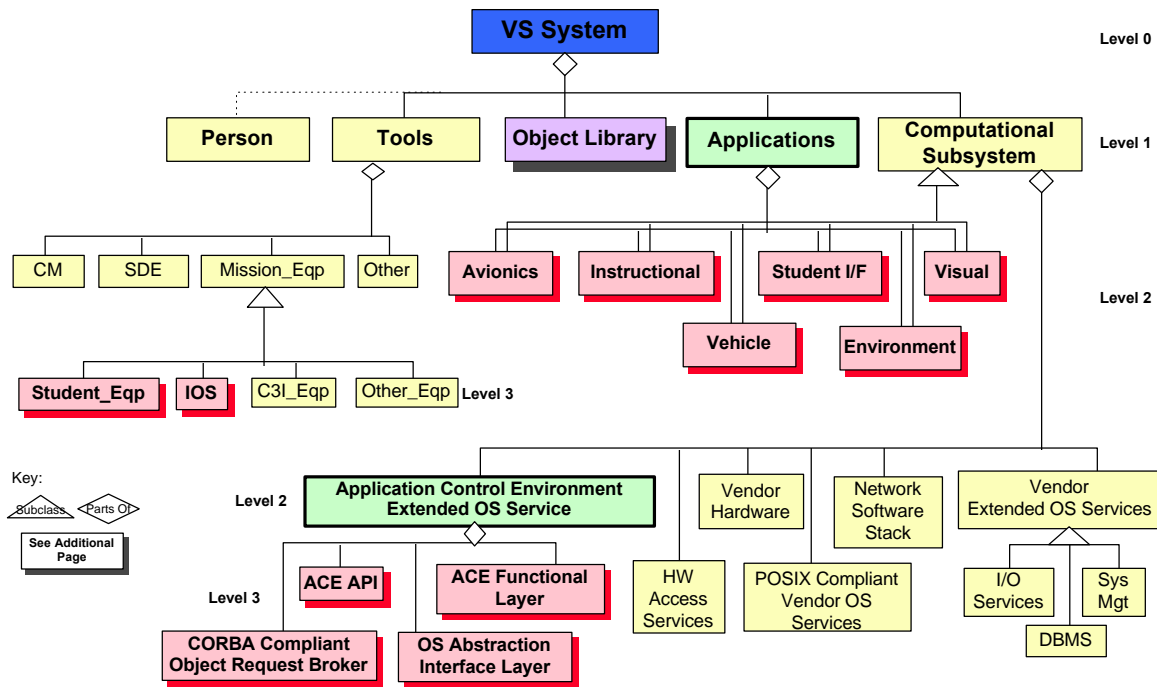 VS System
Level 0
Person
Tools
Object Library
Applications
Computational
Subsystem
Level 1
CM
SDE
Mission_Eqp
Other
Avionics
Instructional
Student I/F
Visual
Level 2
Vehicle
Environment
Student_Eqp
IOS
C3I_Eqp
Other_Eqp
Level 3
Key:
Subclass
Parts Of
See Additional
Page
Level 2
Application Control Environment
Extended OS Service
Vendor
Hardware
Network
Software
Stack
Vendor
Extended OS Services
Level 3
ACE API
ACE Functional
Layer
HW
Access
Services
POSIX Compliant
Vendor OS
Services
I/O
Services
Sys
Mgt
DBMS
CORBA Compliant
Object Request Broker
OS Abstraction
Interface Layer